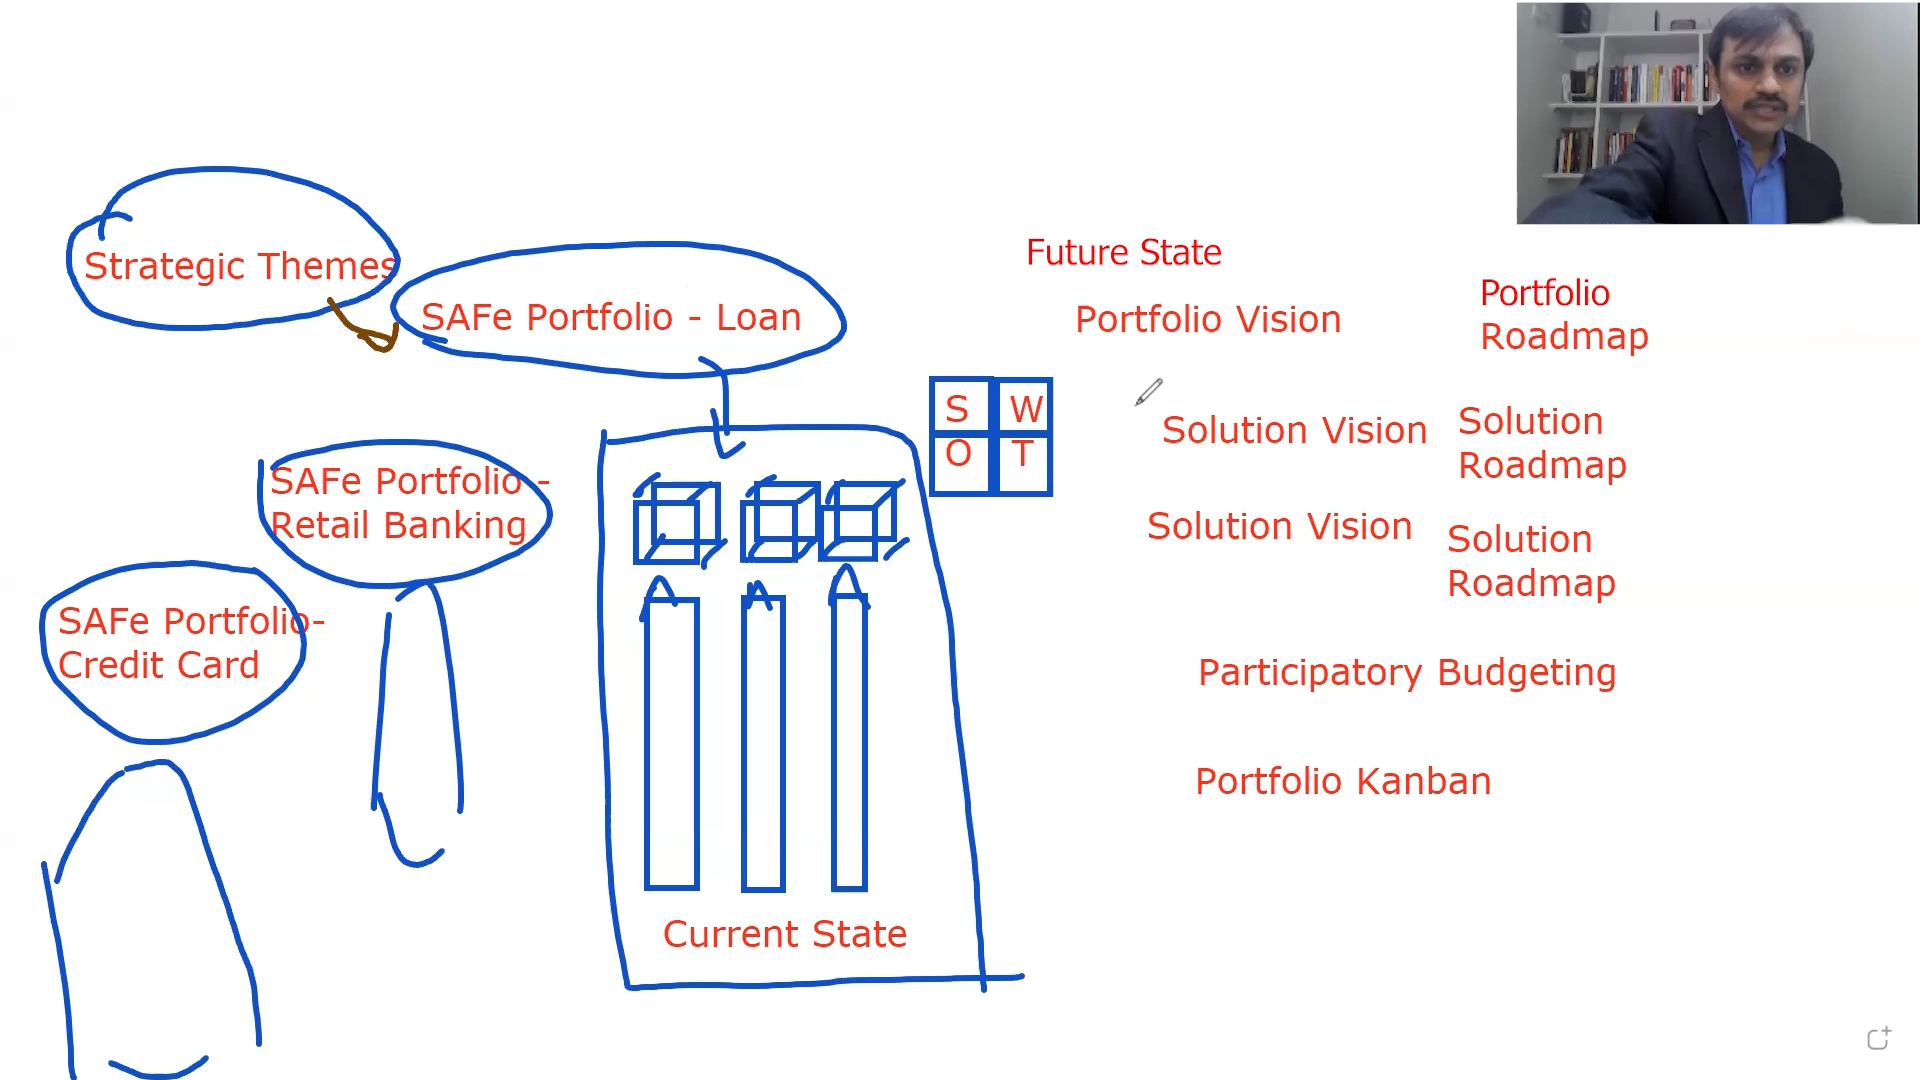 Strategic Themes
SAFe Portfolio - Loan
SAFe Portfolio -
Retail Banking
SAFe Portfolio-
Credit Card
Current State
S W
O T
Future State
Portfolio Vision
Portfolio
Roadmap
Solution Vision
Solution
Roadmap
Solution Vision
Solution
Roadmap
Participatory Budgeting
Portfolio Kanban